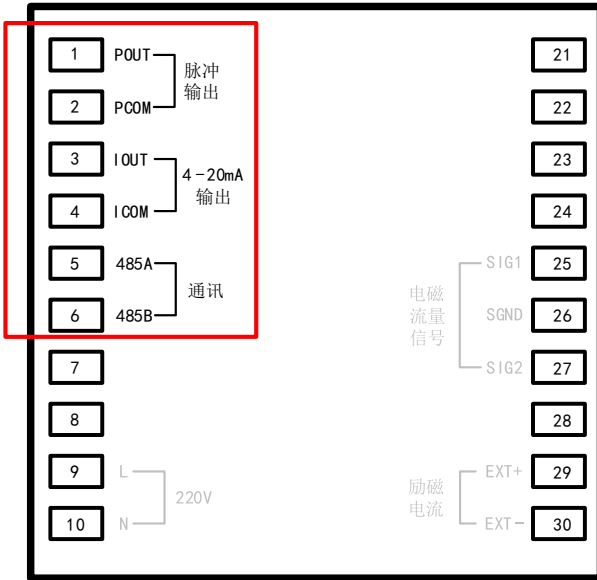 1 POUT
脉冲
输出
2 PCOM
3 IOUT
4-20mA
输出
4 ICOM
5 485A
通讯
6 485B
7
8
9 L
220V
10 N
21
22
23
24
SIG1 25
电磁
流量
信号
SGND 26
SIG2 27
28
EXT+ 29
励磁
电流
EXT- 30